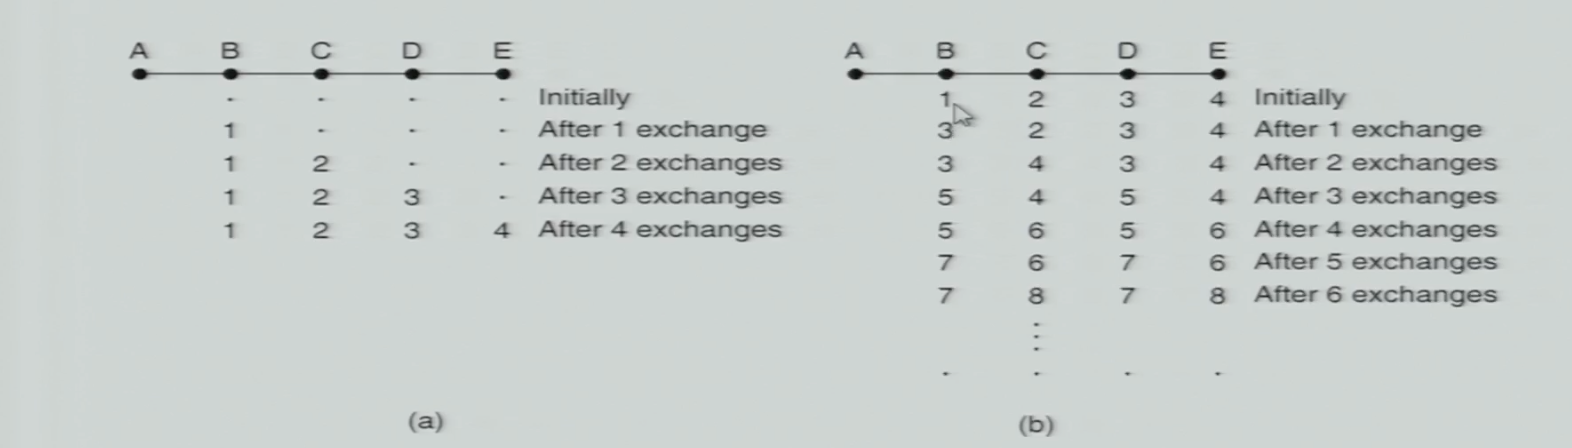 A B C D E
. . . . Initially
1 . . . After 1 exchange
1 2 . . After 2 exchanges
1 2 3 . After 3 exchanges
1 2 3 4 After 4 exchanges
(a)
A B C D E
1 2 3 4 Initially
3 2 3 4 After 1 exchange
3 4 3 4 After 2 exchanges
5 4 5 4 After 3 exchanges
5 6 5 6 After 4 exchanges
7 6 7 6 After 5 exchanges
7 8 7 8 After 6 exchanges
⋮
. . . .
(b)